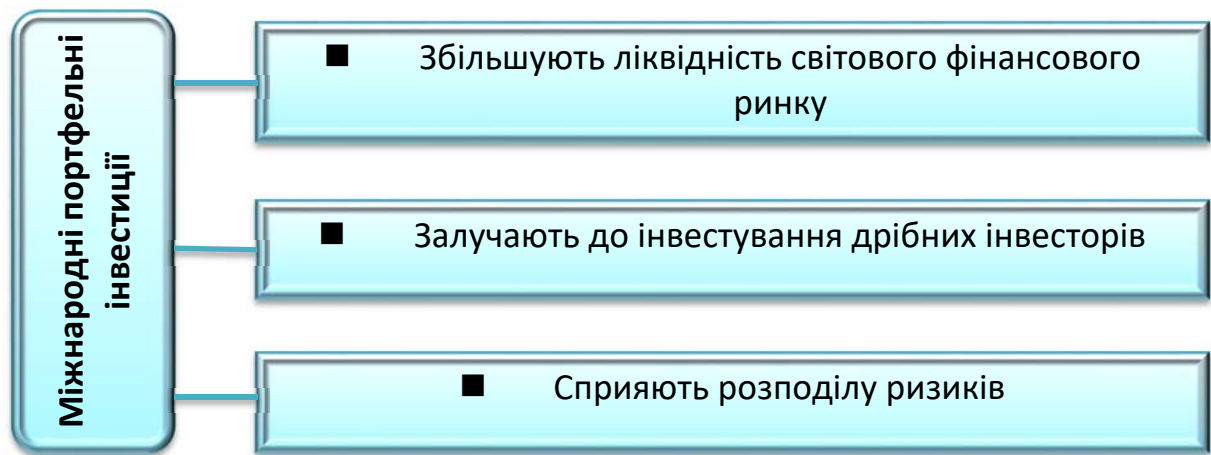 Міжнародні портфельні
інвестиції
■ Збільшують ліквідність світового фінансового
ринку
■ Залучають до інвестування дрібних інвесторів
■ Сприяють розподілу ризиків